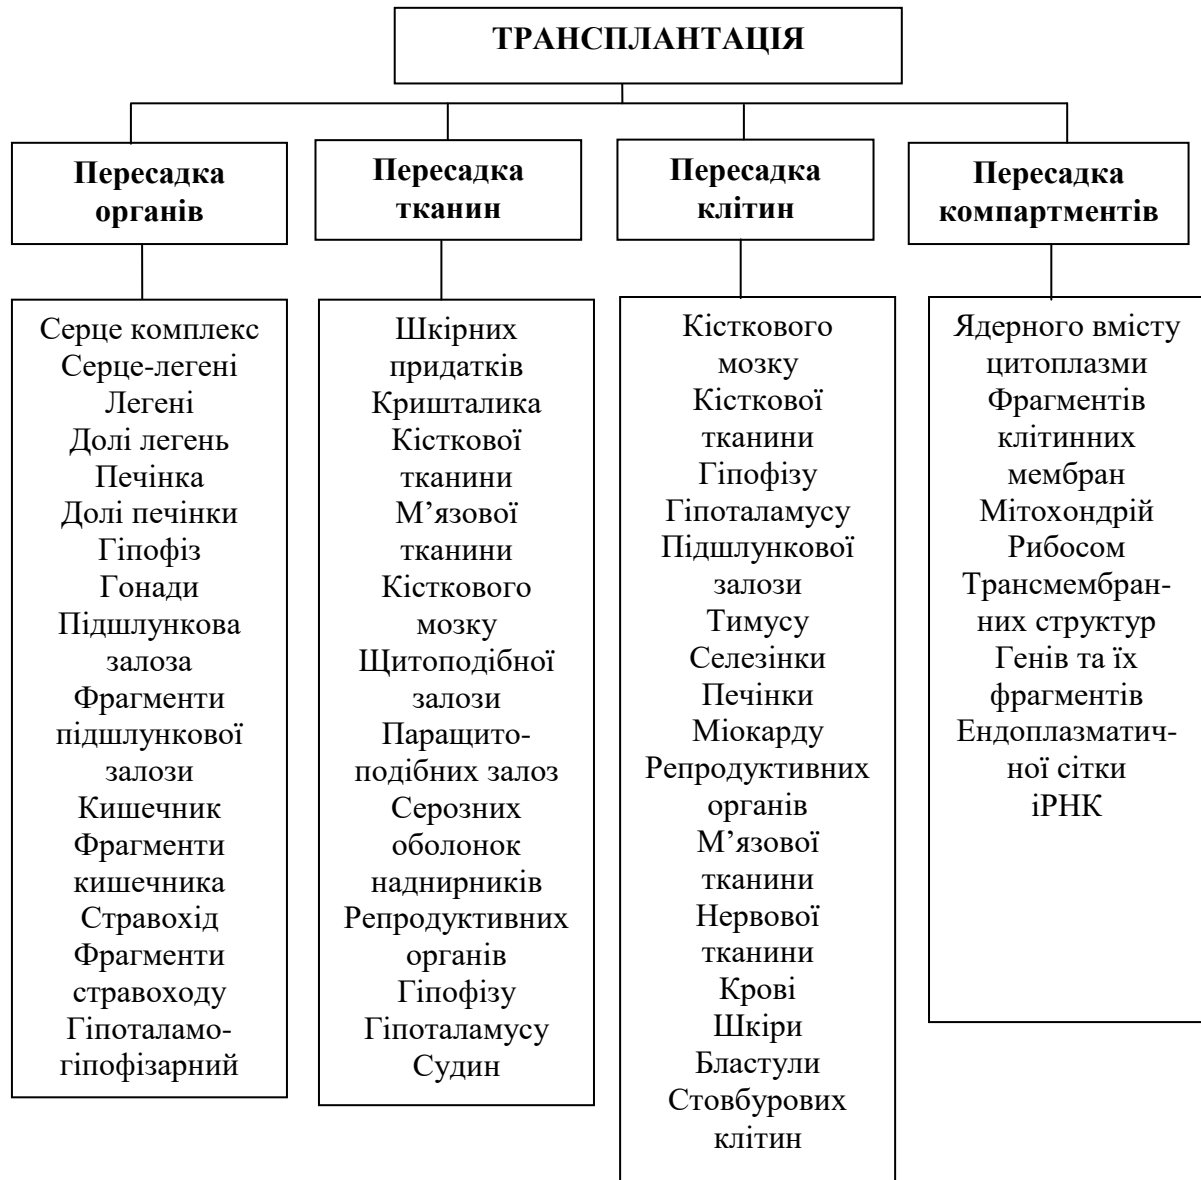 ТРАНСПЛАНТАЦІЯ
Пересадка
органів
Пересадка
тканин
Пересадка
клітин
Пересадка
компартментів
Серце комплекс
Серце-легені
Легені
Долі легень
Печінка
Долі печінки
Гіпофіз
Гонади
Підшлункова
залоза
Фрагменти
підшлункової
залози
Кишечник
Фрагменти
кишечника
Стравохід
Фрагменти
стравоходу
Гіпоталамо-
гіпофізарний
Шкірних
придатків
Кришталика
Кісткової
тканини
М’язової
тканини
Кісткового
мозку
Щитоподібної
залози
Паращито-
подібних залоз
Серозних
оболонок
наднирників
Репродуктивних
органів
Гіпофізу
Гіпоталамусу
Судин
Кісткового
мозку
Кісткової
тканини
Гіпофізу
Гіпоталамусу
Підшлункової
залози
Тимусу
Селезінки
Печінки
Міокарду
Репродуктивних
органів
М’язової
тканини
Нервової
тканини
Крові
Шкіри
Бластули
Стовбурових
клітин
Ядерного вмісту
цитоплазми
Фрагментів
клітинних
мембран
Мітохондрій
Рибосом
Трансмембран-
них структур
Генів та їх
фрагментів
Ендоплазматич-
ної сітки
іРНК